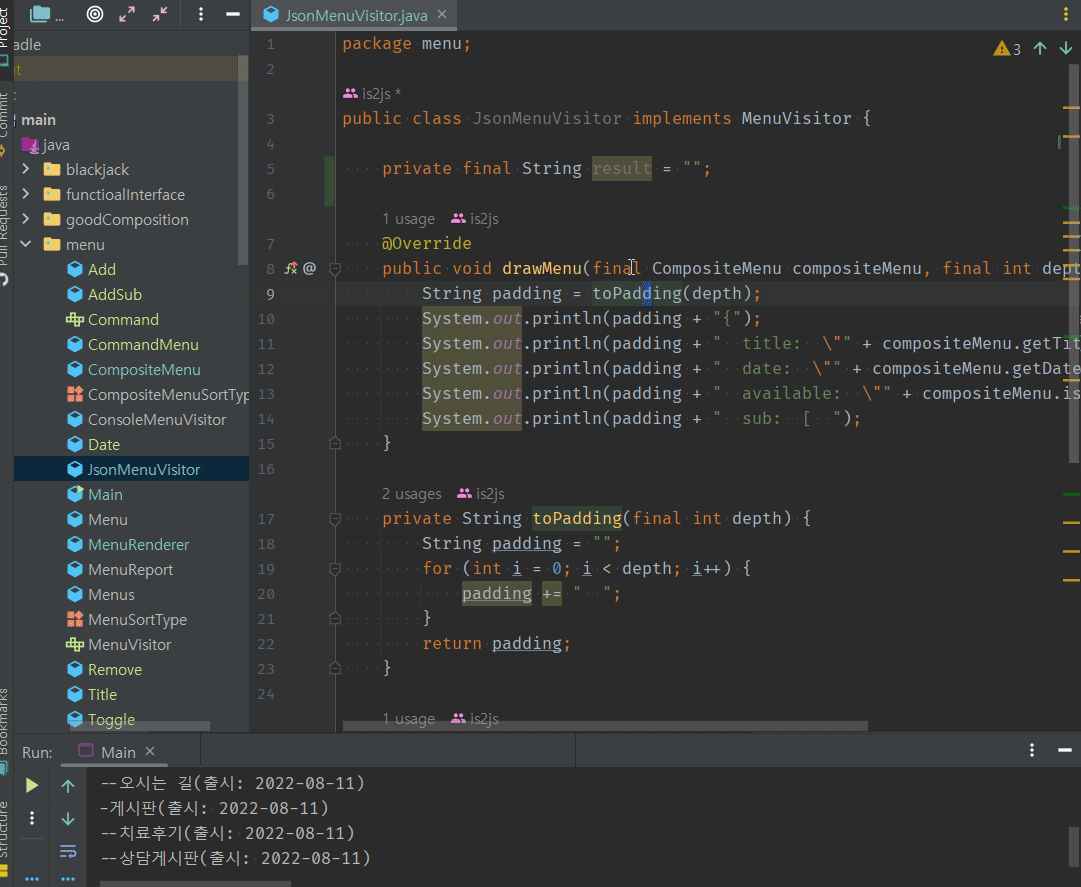 JsonMenuVisitor.java
Project
Commit
Pull Requests
Bookmarks
Structure
...
adle
main
java
blackjack
functioalInterface
goodComposition
menu
Add
AddSub
Command
CommandMenu
CompositeMenu
CompositeMenuSortTyp
ConsoleMenuVisitor
Date
JsonMenuVisitor
Main
Menu
MenuRenderer
MenuReport
Menus
MenuSortType
MenuVisitor
Remove
Title
Toggle
3
1 package menu;
2
is2js *
3 public class JsonMenuVisitor implements MenuVisitor {
4
5 private final String result = "";
6
1 usage is2js
7 @Override
8 @ public void drawMenu(final CompositeMenu compositeMenu, final int dept
9 String padding = toPadding(depth);
10 System.out.println(padding + "{");
11 System.out.println(padding + "  title:  \"" + compositeMenu.getTit
12 System.out.println(padding + "  date:  \"" + compositeMenu.getDate
13 System.out.println(padding + "  available:  \"" + compositeMenu.is
14 System.out.println(padding + "  sub:  [  ");
15 }
16
2 usages is2js
17 private String toPadding(final int depth) {
18 String padding = "";
19 for (int i = 0; i < depth; i++) {
20 padding += "  ";
21 }
22 return padding;
23 }
24
1 usage is2js
Run: Main
--오시는 길(출시: 2022-08-11)
-게시판(출시: 2022-08-11)
--치료후기(출시: 2022-08-11)
--상담게시판(출시: 2022-08-11)